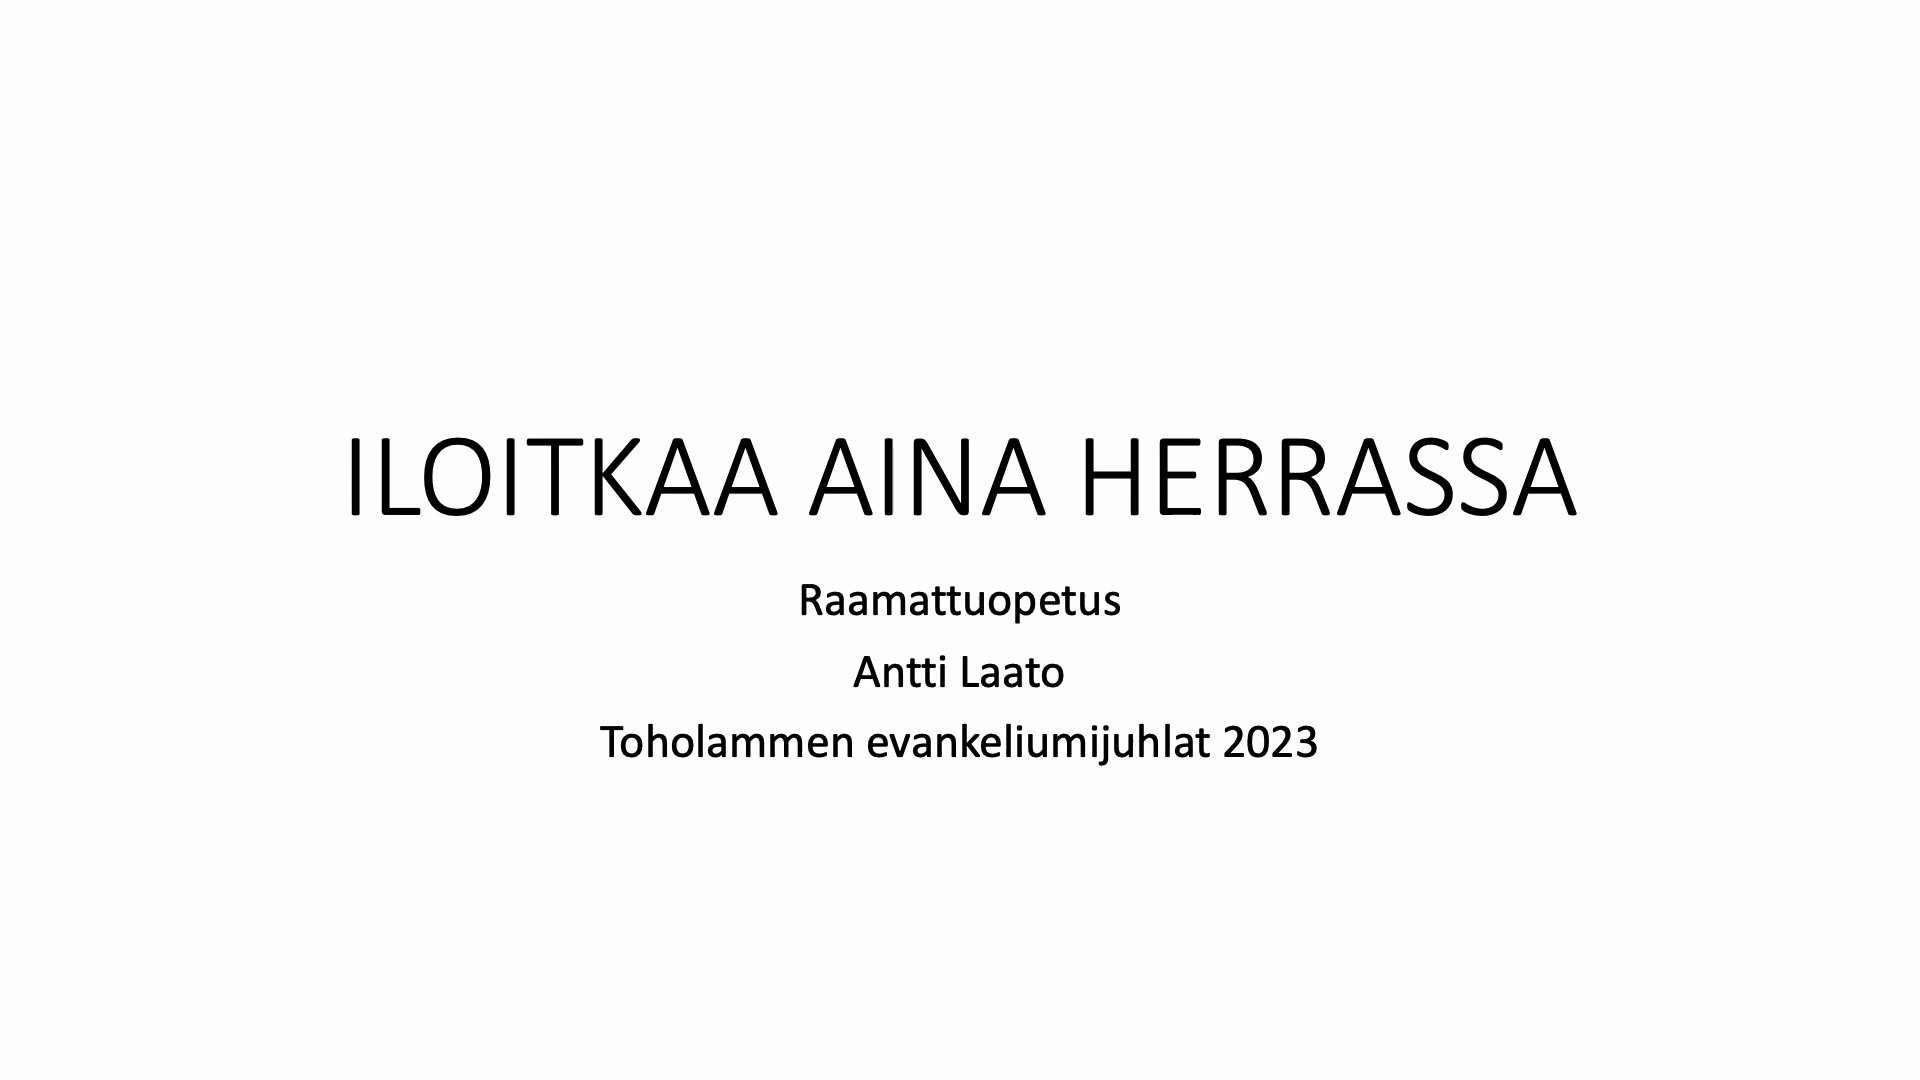 ILOITKAA AINA HERRASSA
Raamattuopetus
Antti Laato
Toholammen evankeliumijuhlat 2023